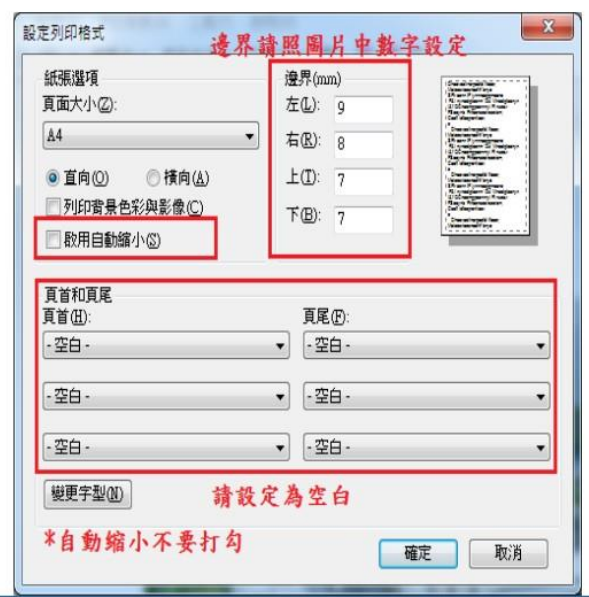 設定列印格式
邊界請照圖片中數字設定
紙張選項
頁面大小(Z):
A4
直向(O) 橫向(A)
列印背景色彩與影像(C)
啟用自動縮小(S)
邊界(mm)
左(L): 9
右(R): 8
上(T): 7
下(B): 7
頁首和頁尾
頁首(H): 頁尾(F):
- 空白 - - 空白 -
- 空白 - - 空白 -
- 空白 - - 空白 -
變更字型(N)
請設定為空白
*自動縮小不要打勾
確定 取消